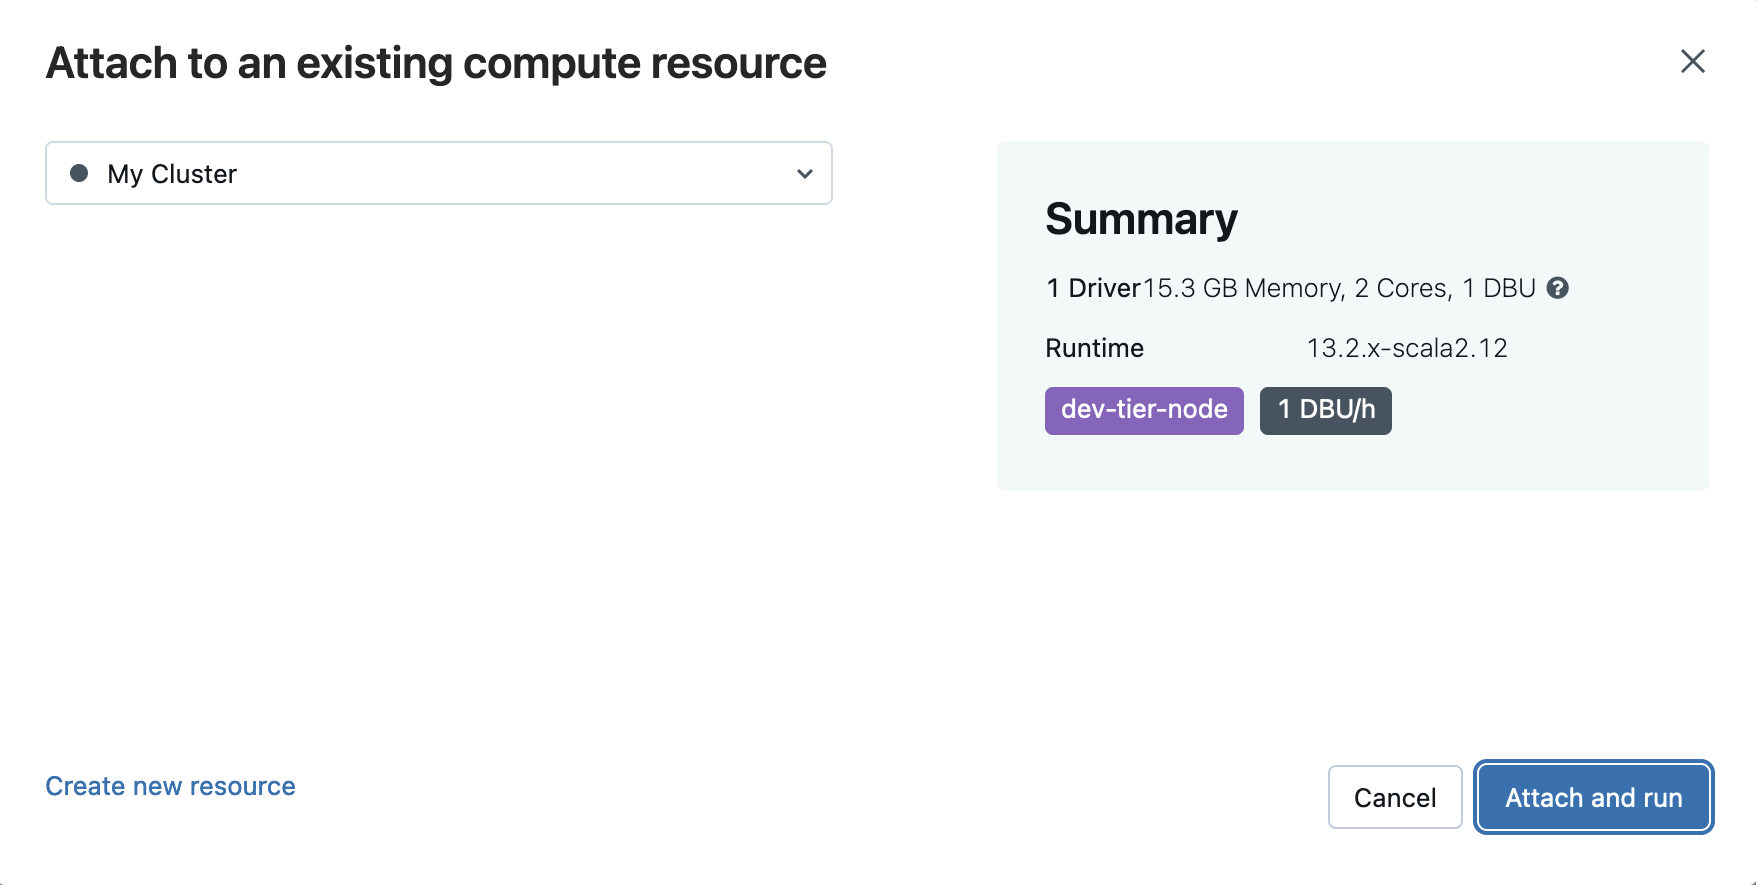 Attach to an existing compute resource
My Cluster
Summary
1 Driver 15.3 GB Memory, 2 Cores, 1 DBU ?
Runtime 13.2.x-scala2.12
dev-tier-node 1 DBU/h
Create new resource
Cancel Attach and run